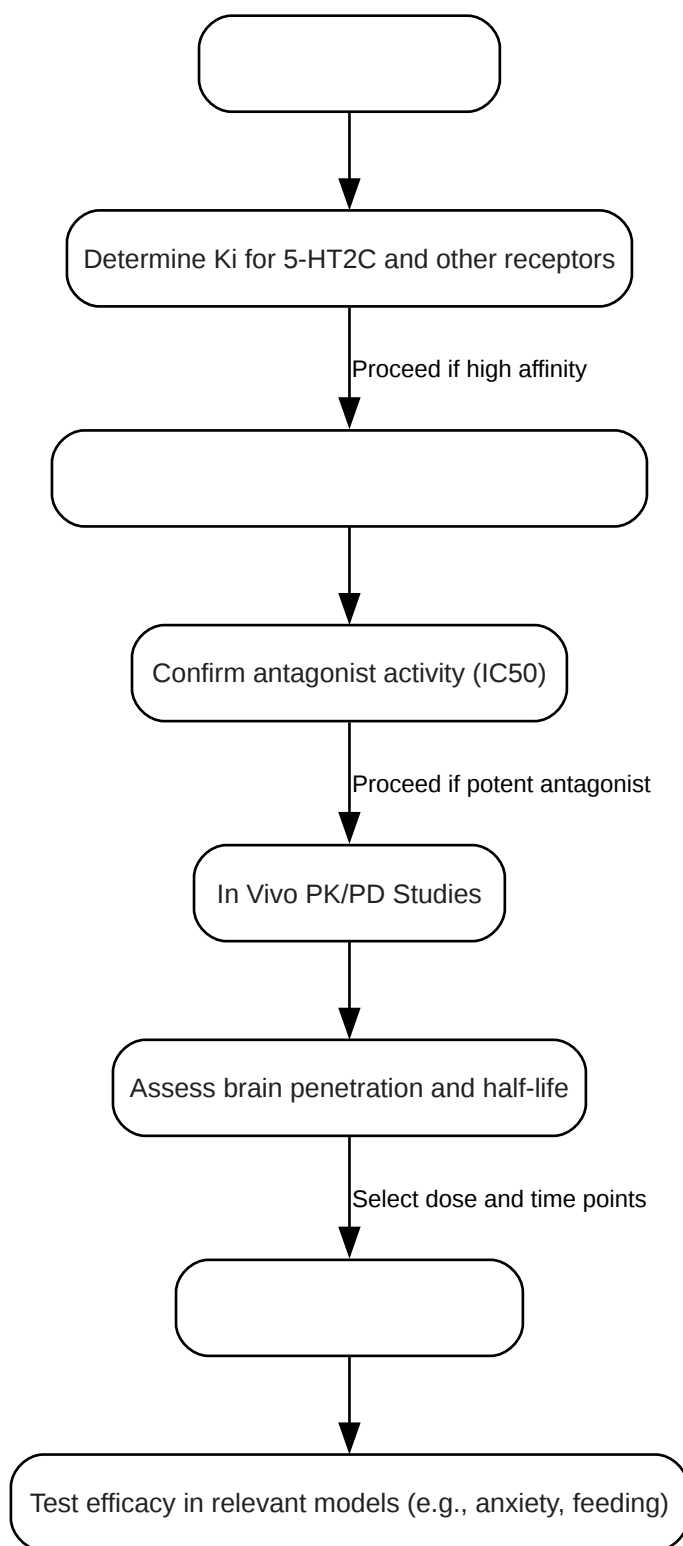 Determine Ki for 5-HT2C and other receptors
Proceed if high affinity
Confirm antagonist activity (IC50)
Proceed if potent antagonist
In Vivo PK/PD Studies
Assess brain penetration and half-life
Select dose and time points
Test efficacy in relevant models (e.g., anxiety, feeding)